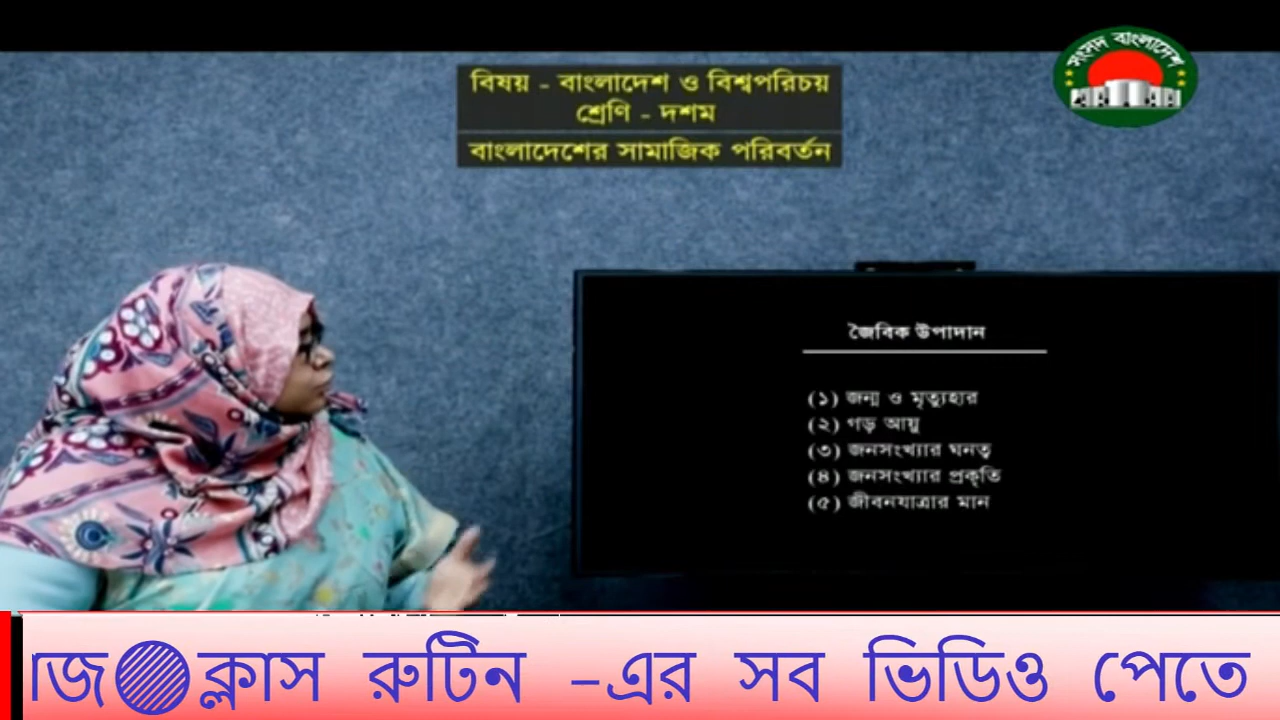 সংসদ বাংলাদেশ
বিষয় - বাংলাদেশ ও বিশ্বপরিচয়
শ্রেণি - দশম
বাংলাদেশের সামাজিক পরিবর্তন
জৈবিক উপাদান
(১) জন্ম ও মৃত্যুহার
(২) গড় আয়ু
(৩) জনসংখ্যার ঘনত্ব
(৪) জনসংখ্যার প্রকৃতি
(৫) জীবনযাত্রার মান
ক্লাস রুটিন -এর সব ভিডিও পেতে